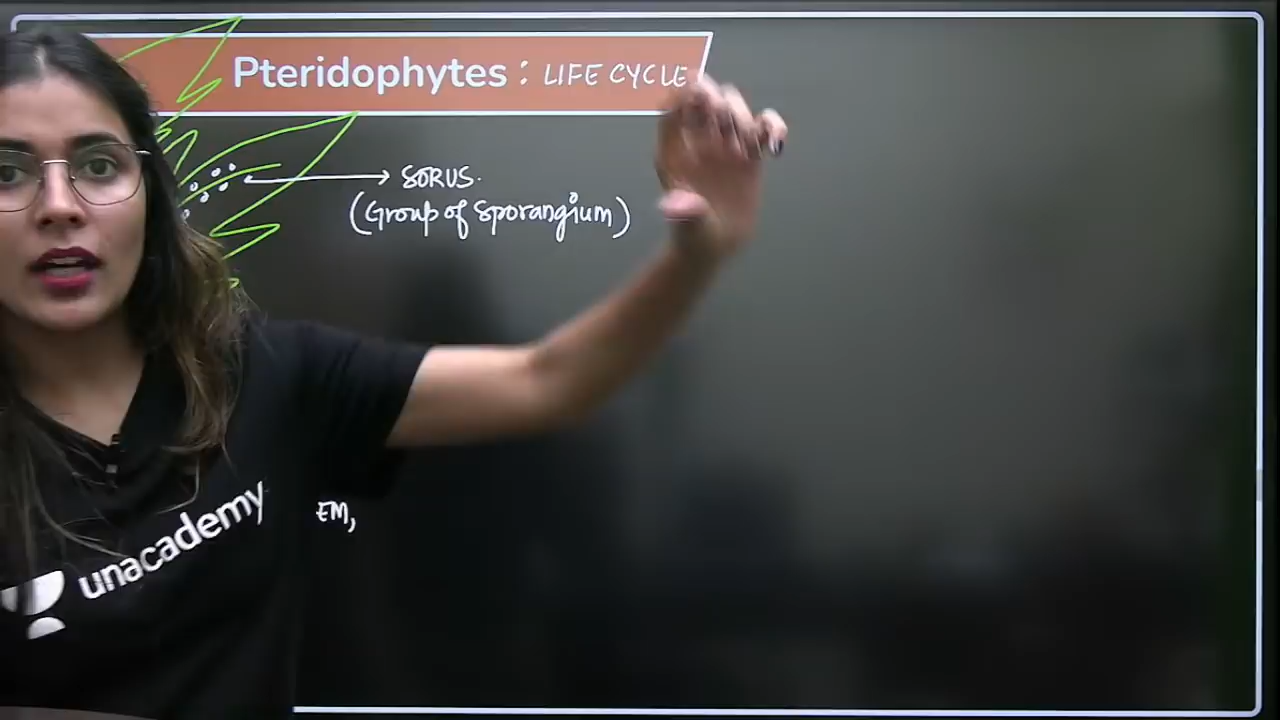 Pteridophytes : LIFE CYCLE
SORUS.
(Group of Sporangium)
EM,
unacademy